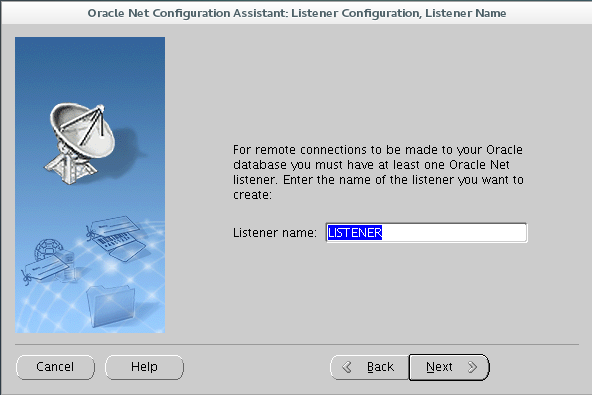 Oracle Net Configuration Assistant: Listener Configuration, Listener Name
For remote connections to be made to your Oracle
database you must have at least one Oracle Net
listener. Enter the name of the listener you want to
create:
Listener name: LISTENER
Cancel Help Back Next